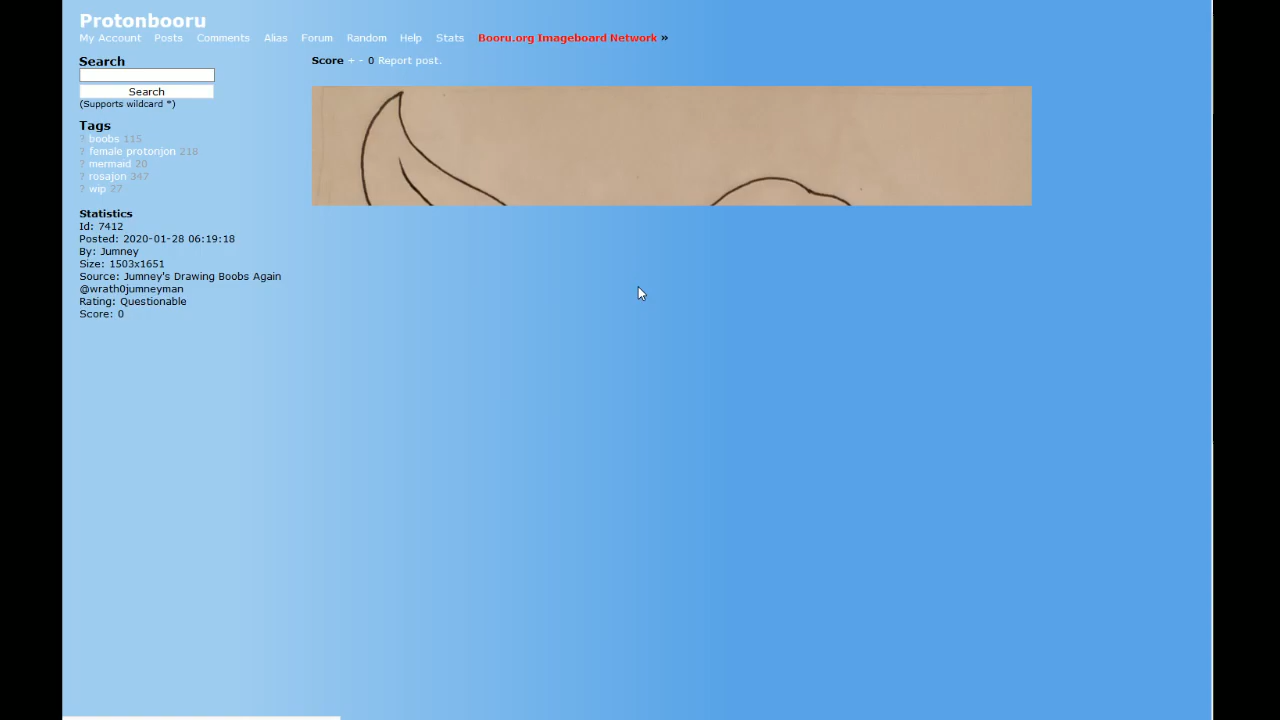 Protonbooru
My Account Posts Comments Alias Forum Random Help Stats Booru.org Imageboard Network »
Search
Score + - 0 Report post.
Search
(Supports wildcard *)
Tags
? boobs 115
? female protonjon 218
? mermaid 20
? rosajon 347
? wip 27
Statistics
Id: 7412
Posted: 2020-01-28 06:19:18
By: Jumney
Size: 1503x1651
Source: Jumney's Drawing Boobs Again
@wrath0jumneyman
Rating: Questionable
Score: 0